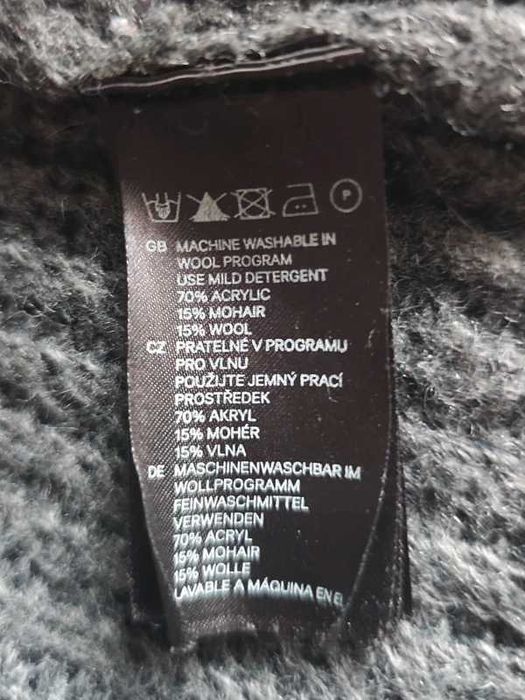 P
GB MACHINE WASHABLE IN
WOOL PROGRAM
USE MILD DETERGENT
70% ACRYLIC
15% MOHAIR
15% WOOL
CZ PRATELNÉ V PROGRAMU
PRO VLNU
POUZIJTE JEMNÝ PRACÍ
PROSTŘEDEK
70% AKRYL
15% MOHÉR
15% VLNA
DE MASCHINENWASCHBAR IM
WOLLPROGRAMM
FEINWASCHMITTEL
VERWENDEN
70% ACRYL
15% MOHAIR
15% WOLLE
LAVABLE A MÁQUINA EN EL